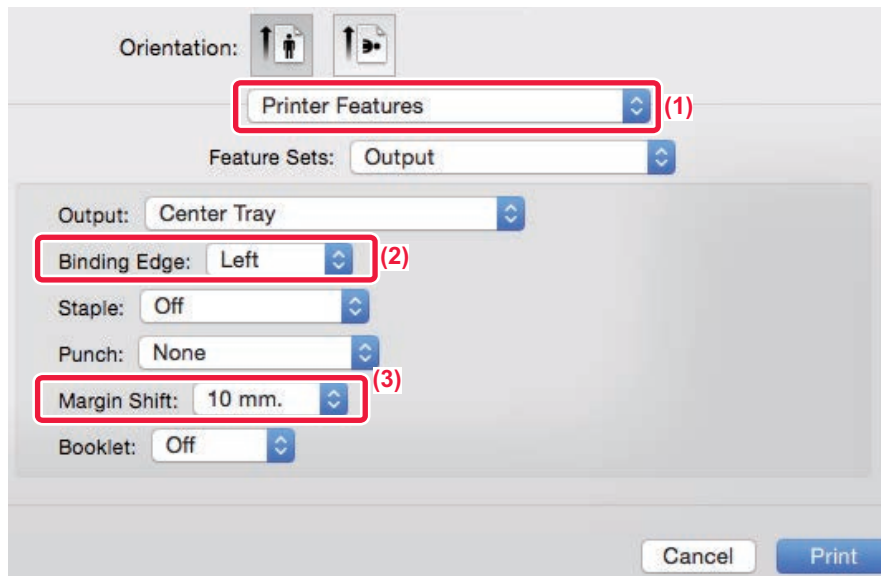 Orientation:
Printer Features (1)
Feature Sets: Output
Output: Center Tray
Binding Edge: Left (2)
Staple: Off
Punch: None
(3)
Margin Shift: 10 mm.
Booklet: Off
Cancel Print